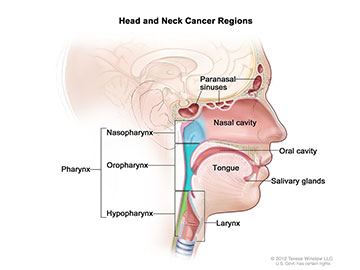 Head and Neck Cancer Regions
Paranasal
sinuses
Nasal cavity
Nasopharynx
Oral cavity
Pharynx
Oropharynx
Tongue
Salivary glands
Hypopharynx
Larynx
© 2012 Terese Winslow LLC
U.S. Govt. has certain rights.